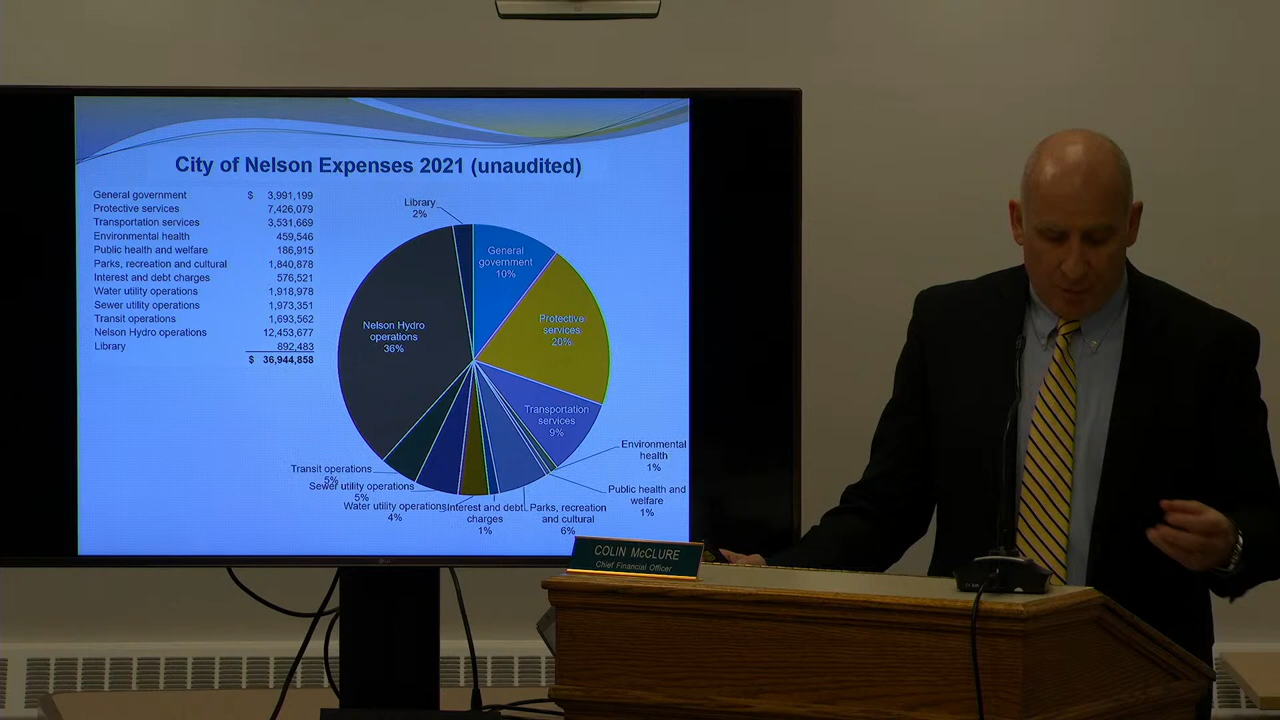 City of Nelson Expenses 2021 (unaudited)
General government $ 3,991,199
Protective services 7,426,079
Transportation services 3,531,669
Environmental health 459,546
Public health and welfare 186,915
Parks, recreation and cultural 1,840,878
Interest and debt charges 576,521
Water utility operations 1,918,978
Sewer utility operations 1,973,351
Transit operations 1,693,562
Nelson Hydro operations 12,453,677
Library 892,483
$ 36,944,858
Library
2%
General
government
10%
Protective
services
20%
Nelson Hydro
operations
36%
Transportation
services
9%
Environmental
health
1%
Transit operations
5%
Sewer utility operations
5%
Public health and
welfare
1%
Water utility operations
4%
Interest and debt
charges
1%
Parks, recreation
and cultural
6%
LG
COLIN McCLURE
Chief Financial Officer